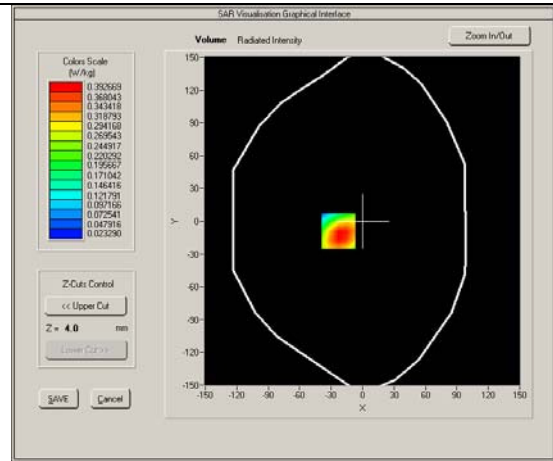 SAR Visualisation Graphical Interface
Volume Radiated Intensity
Zoom In/Out
Colors Scale
(W/kg)
0.392669
0.368043
0.343418
0.318793
0.294168
0.269543
0.244917
0.220292
0.195667
0.171042
0.146416
0.121791
0.097166
0.072541
0.047916
0.023290
Z-Cuts Control
<< Upper Cut
Z = 4.0 mm
Lower Cut >>
SAVE Cancel
150
120
90
60
30
0
-30
-60
-90
-120
-150
Y
-150 -120 -90 -60 -30 0 30 60 90 120 150
X